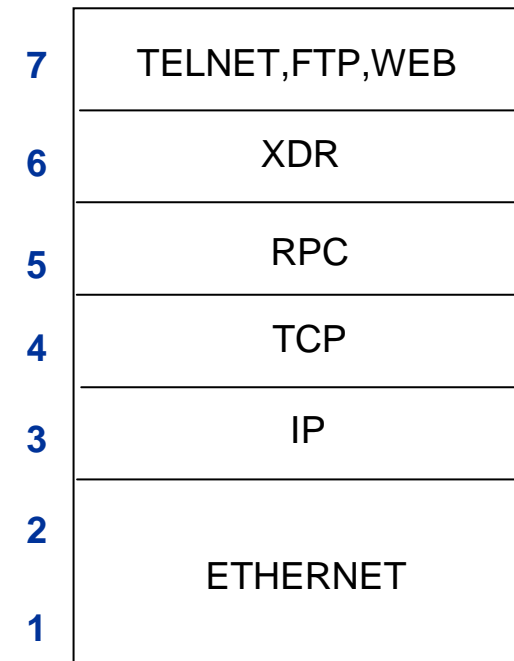 7 TELNET,FTP,WEB
6 XDR
5 RPC
4 TCP
3 IP
2
ETHERNET
1